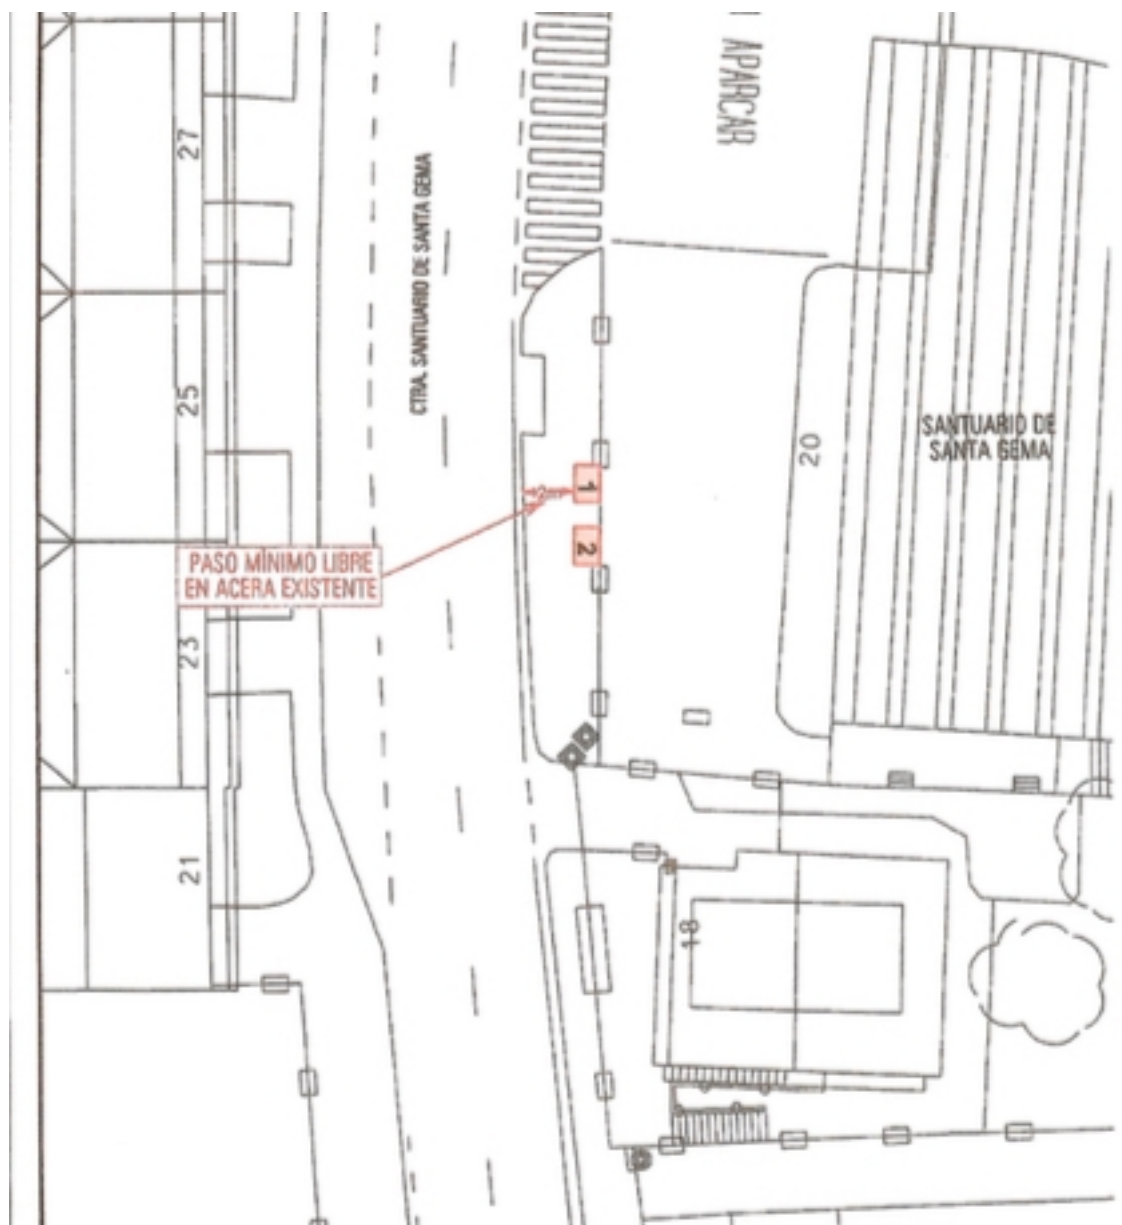 APARCAR
27
CTRA. SANTUARIO DE SANTA GEMA
25
20
SANTUARIO DE
SANTA GEMA
1
2m
2
PASO MÍNIMO LIBRE
EN ACERA EXISTENTE
23
21
18